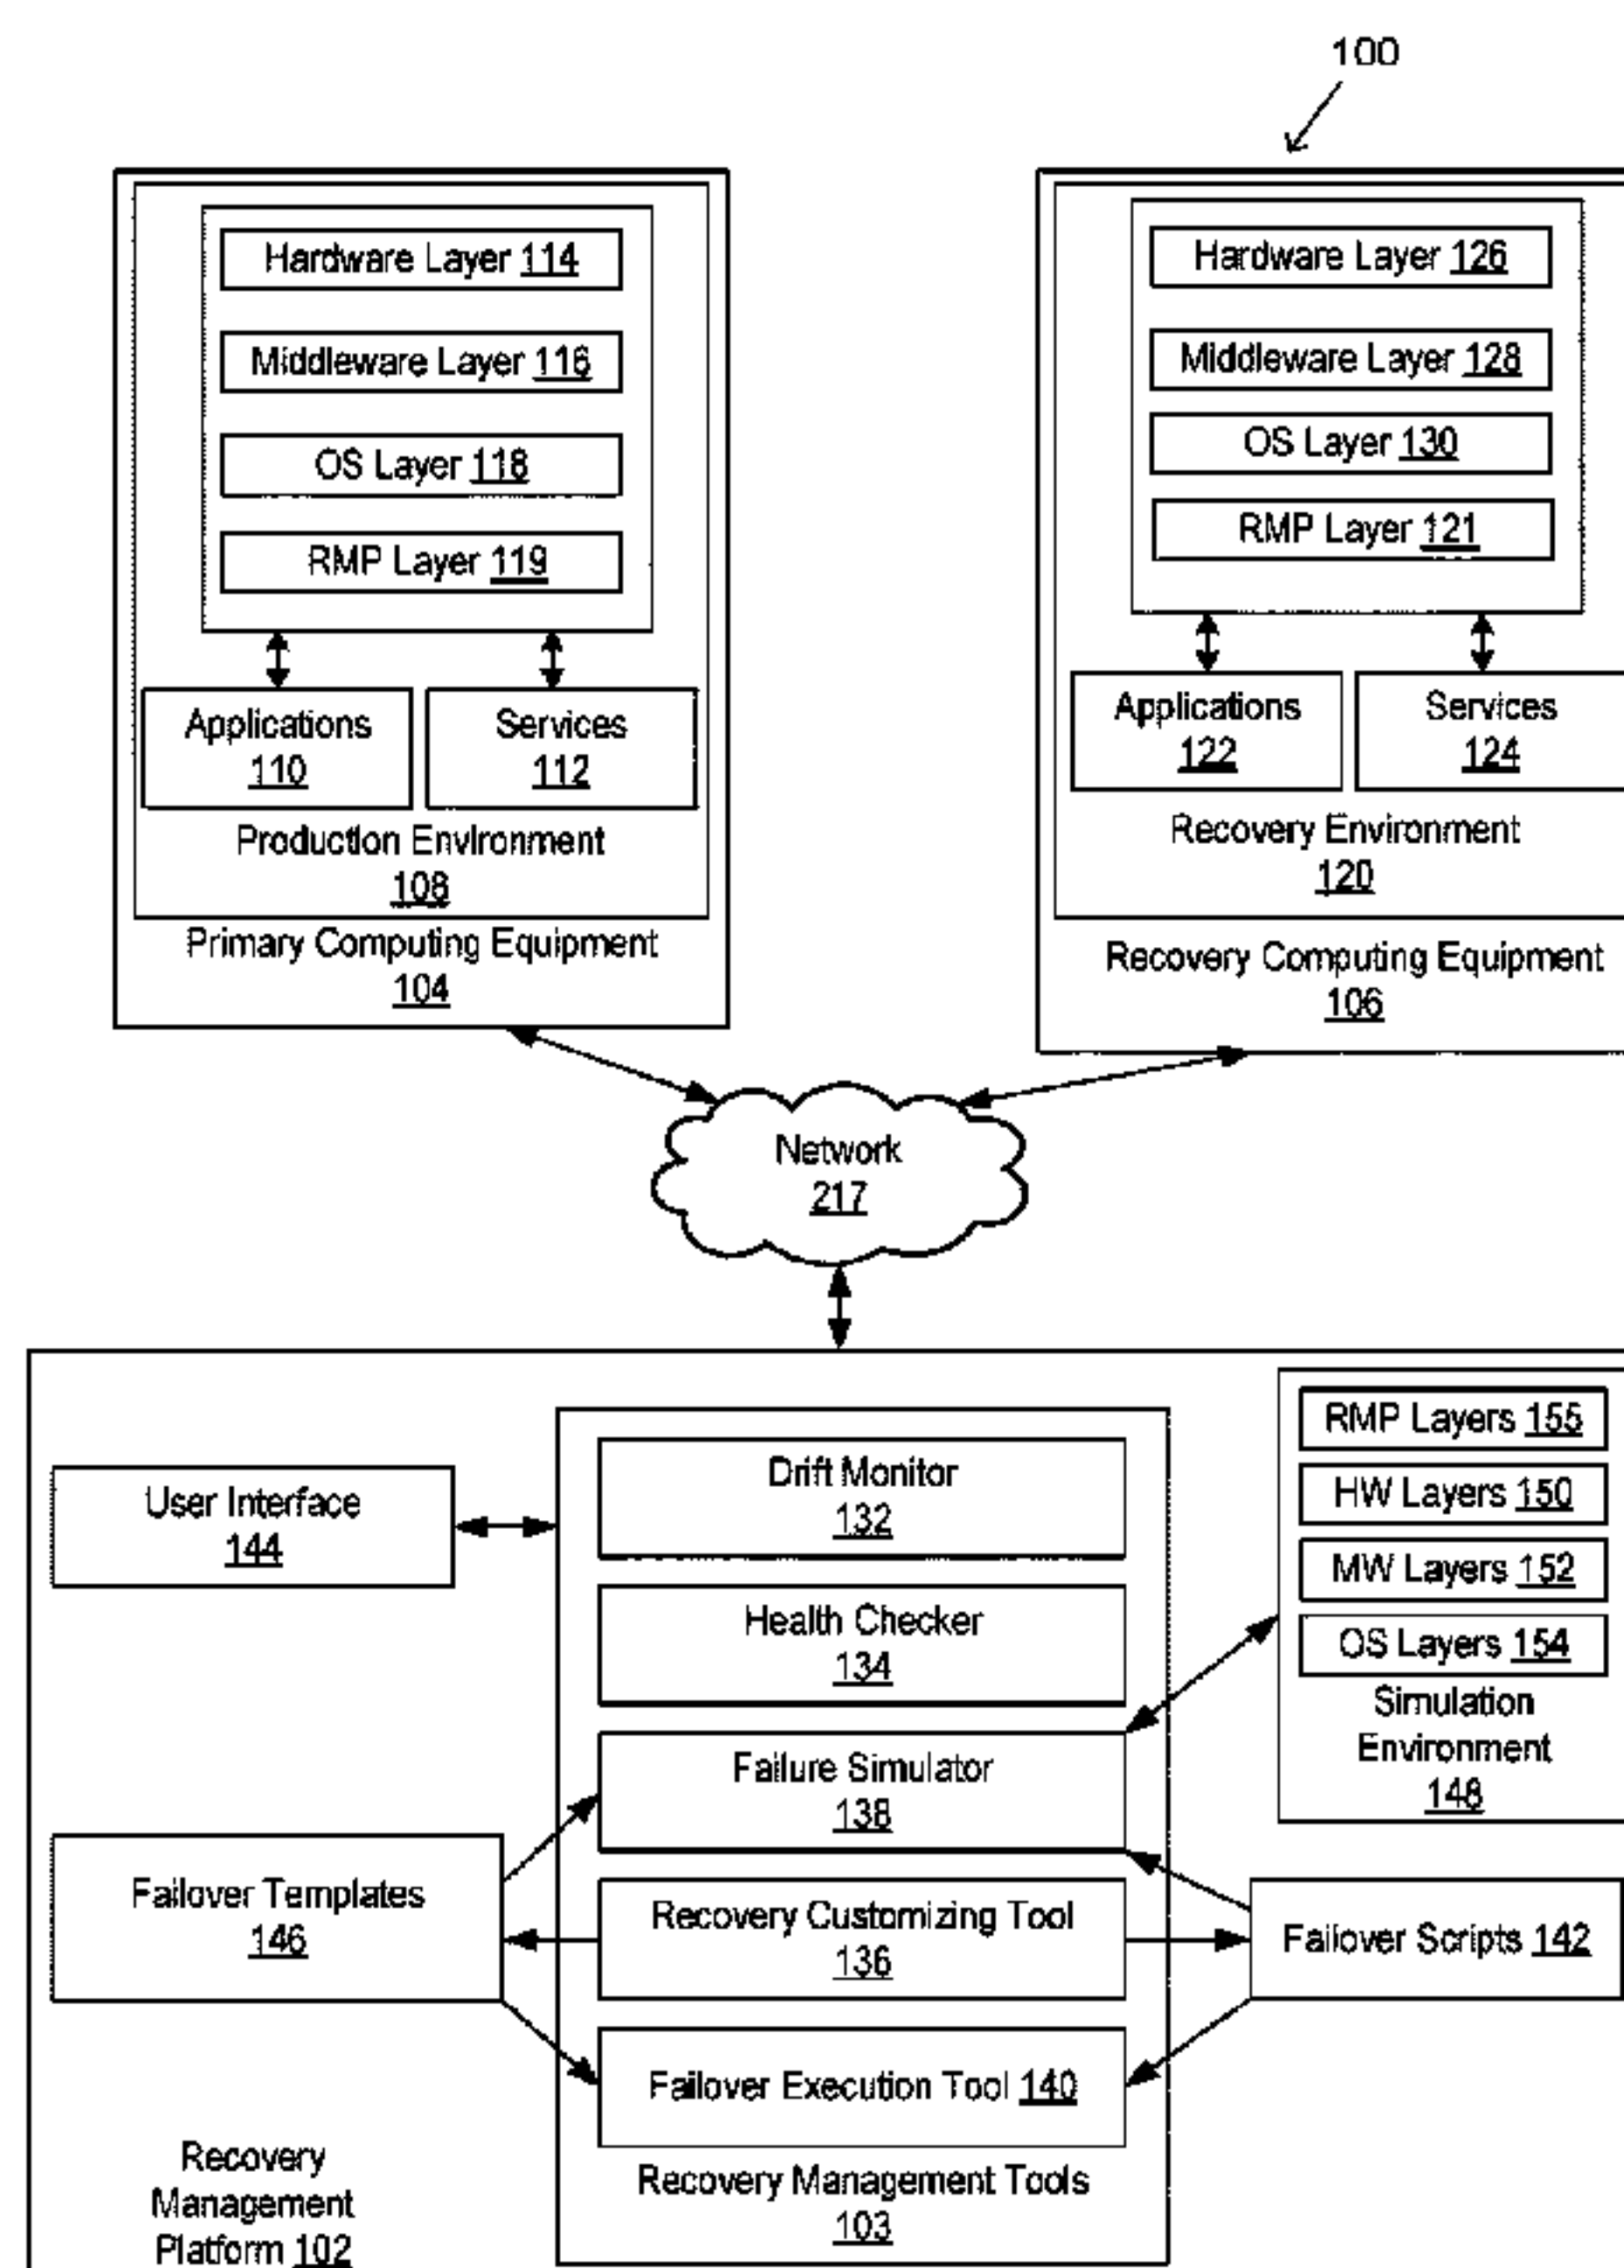 100
Hardware Layer 114
Middleware Layer 116
OS Layer 118
RMP Layer 119
Applications
110
Services
112
Production Environment
108
Primary Computing Equipment
104
Hardware Layer 126
Middleware Layer 128
OS Layer 130
RMP Layer 121
Applications
122
Services
124
Recovery Environment
120
Recovery Computing Equipment
106
Network
217
User Interface
144
Drift Monitor
132
Health Checker
134
Failure Simulator
138
Recovery Customizing Tool
136
Failover Execution Tool 140
Recovery Management Tools
103
RMP Layers 155
HW Layers 150
MW Layers 152
OS Layers 154
Simulation
Environment
148
Failover Templates
146
Failover Scripts 142
Recovery
Management
Platform 102